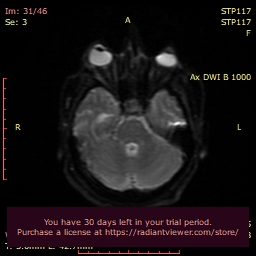 Im: 31/46
Se: 3
A
STP117
STP117
F
Ax DWI B 1000
R
L
You have 30 days left in your trial period.
Purchase a license at https://radiantviewer.com/store/